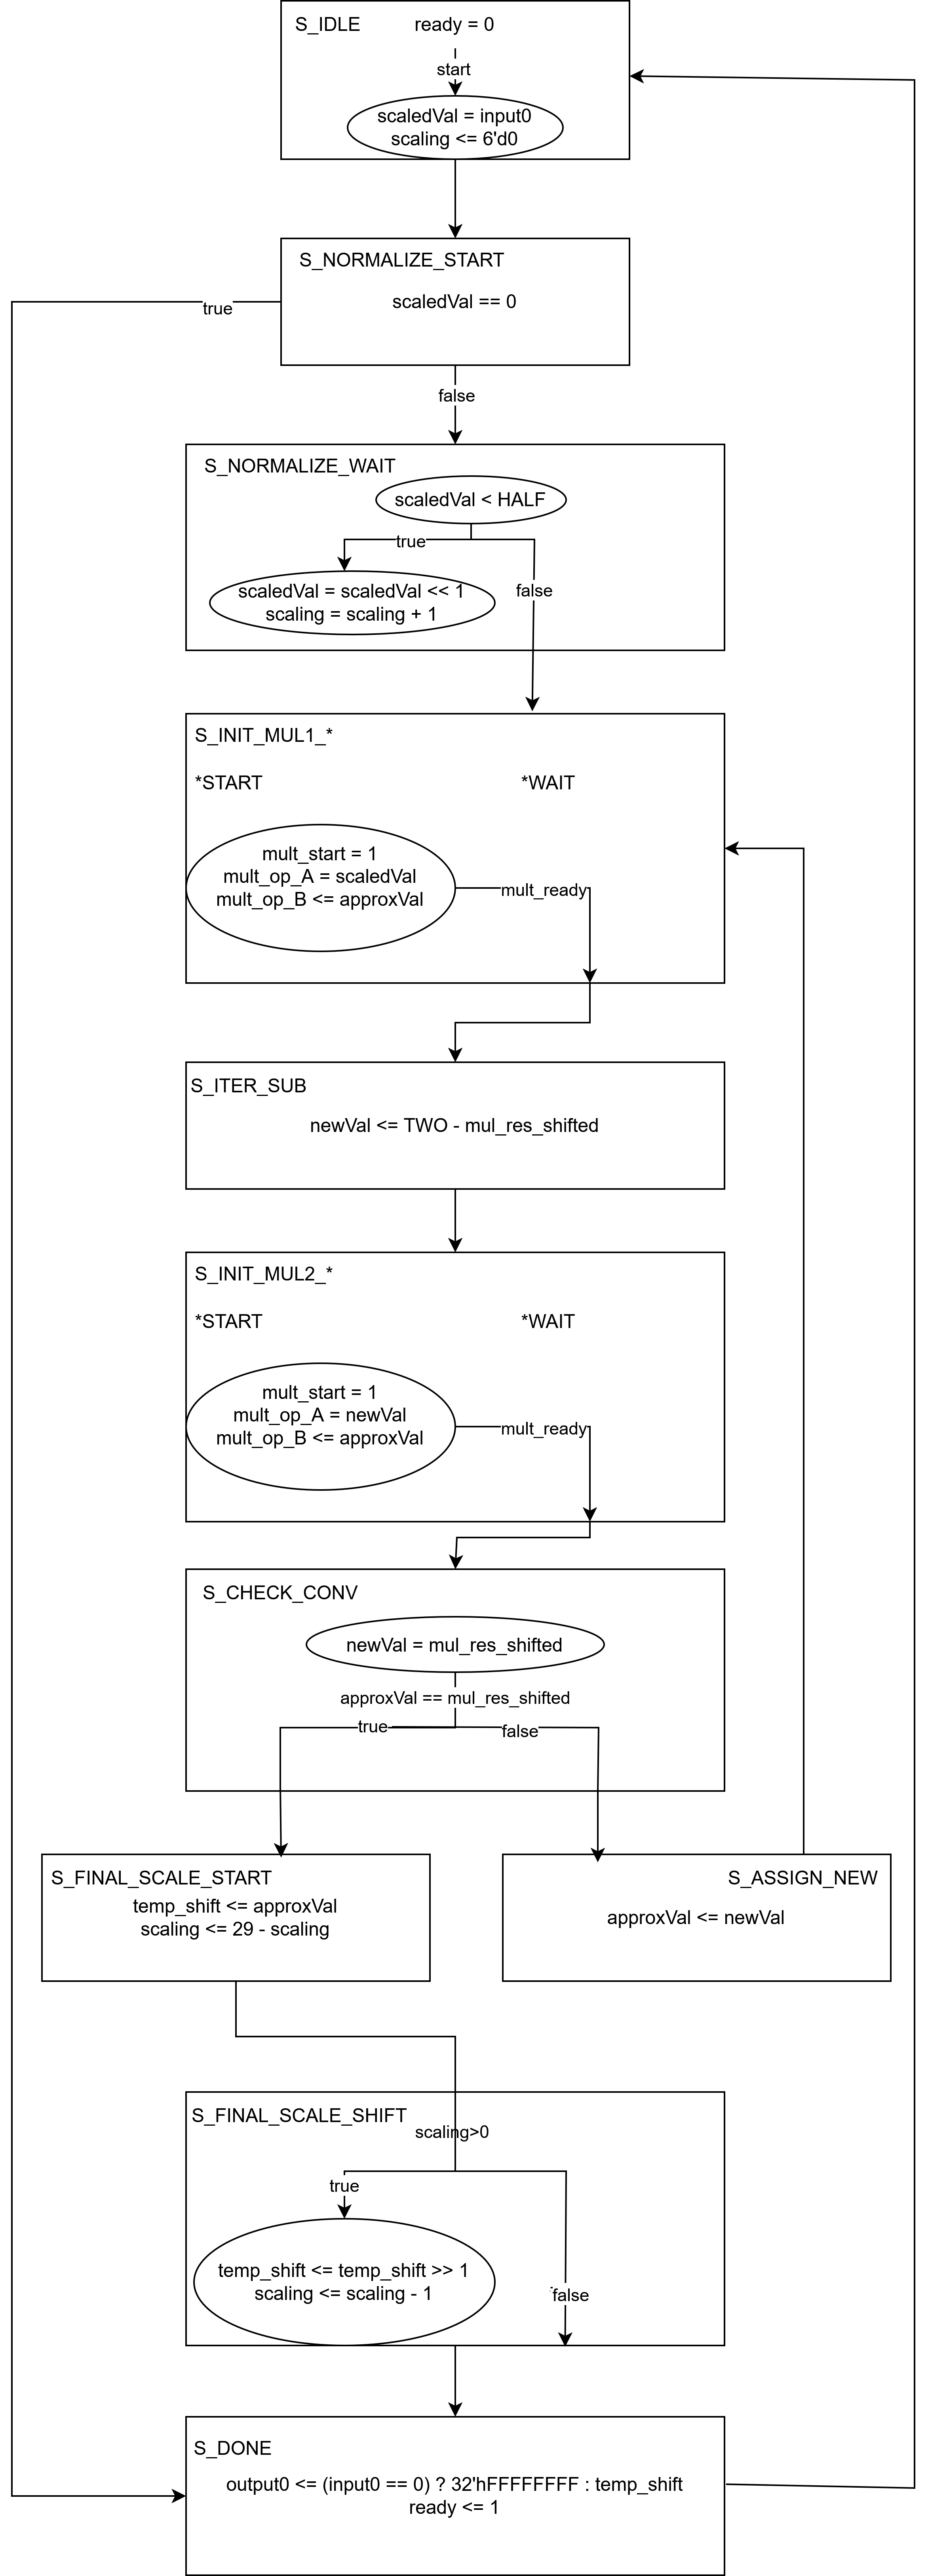 S_IDLE
ready = 0
start
scaledVal = input0
scaling <= 6'd0
S_NORMALIZE_START
scaledVal == 0
true
false
S_NORMALIZE_WAIT
scaledVal < HALF
true
scaledVal = scaledVal << 1
scaling = scaling + 1
false
S_INIT_MUL1_*
*START
*WAIT
mult_start = 1
mult_op_A = scaledVal
mult_op_B <= approxVal
mult_ready
S_ITER_SUB
newVal <= TWO - mul_res_shifted
S_INIT_MUL2_*
*START
*WAIT
mult_start = 1
mult_op_A = newVal
mult_op_B <= approxVal
mult_ready
S_CHECK_CONV
newVal = mul_res_shifted
approxVal == mul_res_shifted
true
false
S_FINAL_SCALE_START
temp_shift <= approxVal
scaling <= 29 - scaling
S_ASSIGN_NEW
approxVal <= newVal
S_FINAL_SCALE_SHIFT
scaling>0
true
temp_shift <= temp_shift >> 1
scaling <= scaling - 1
false
S_DONE
output0 <= (input0 == 0) ? 32'hFFFFFFFF : temp_shift
ready <= 1